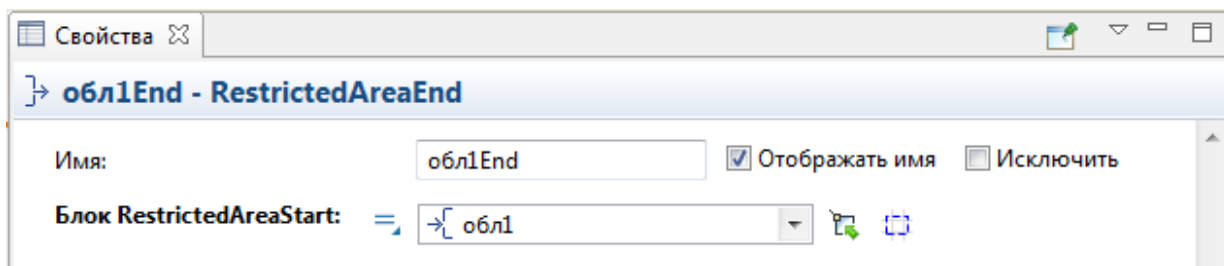 Свойства
обл1End - RestrictedAreaEnd
Имя: обл1End Отображать имя Исключить
Блок RestrictedAreaStart: обл1